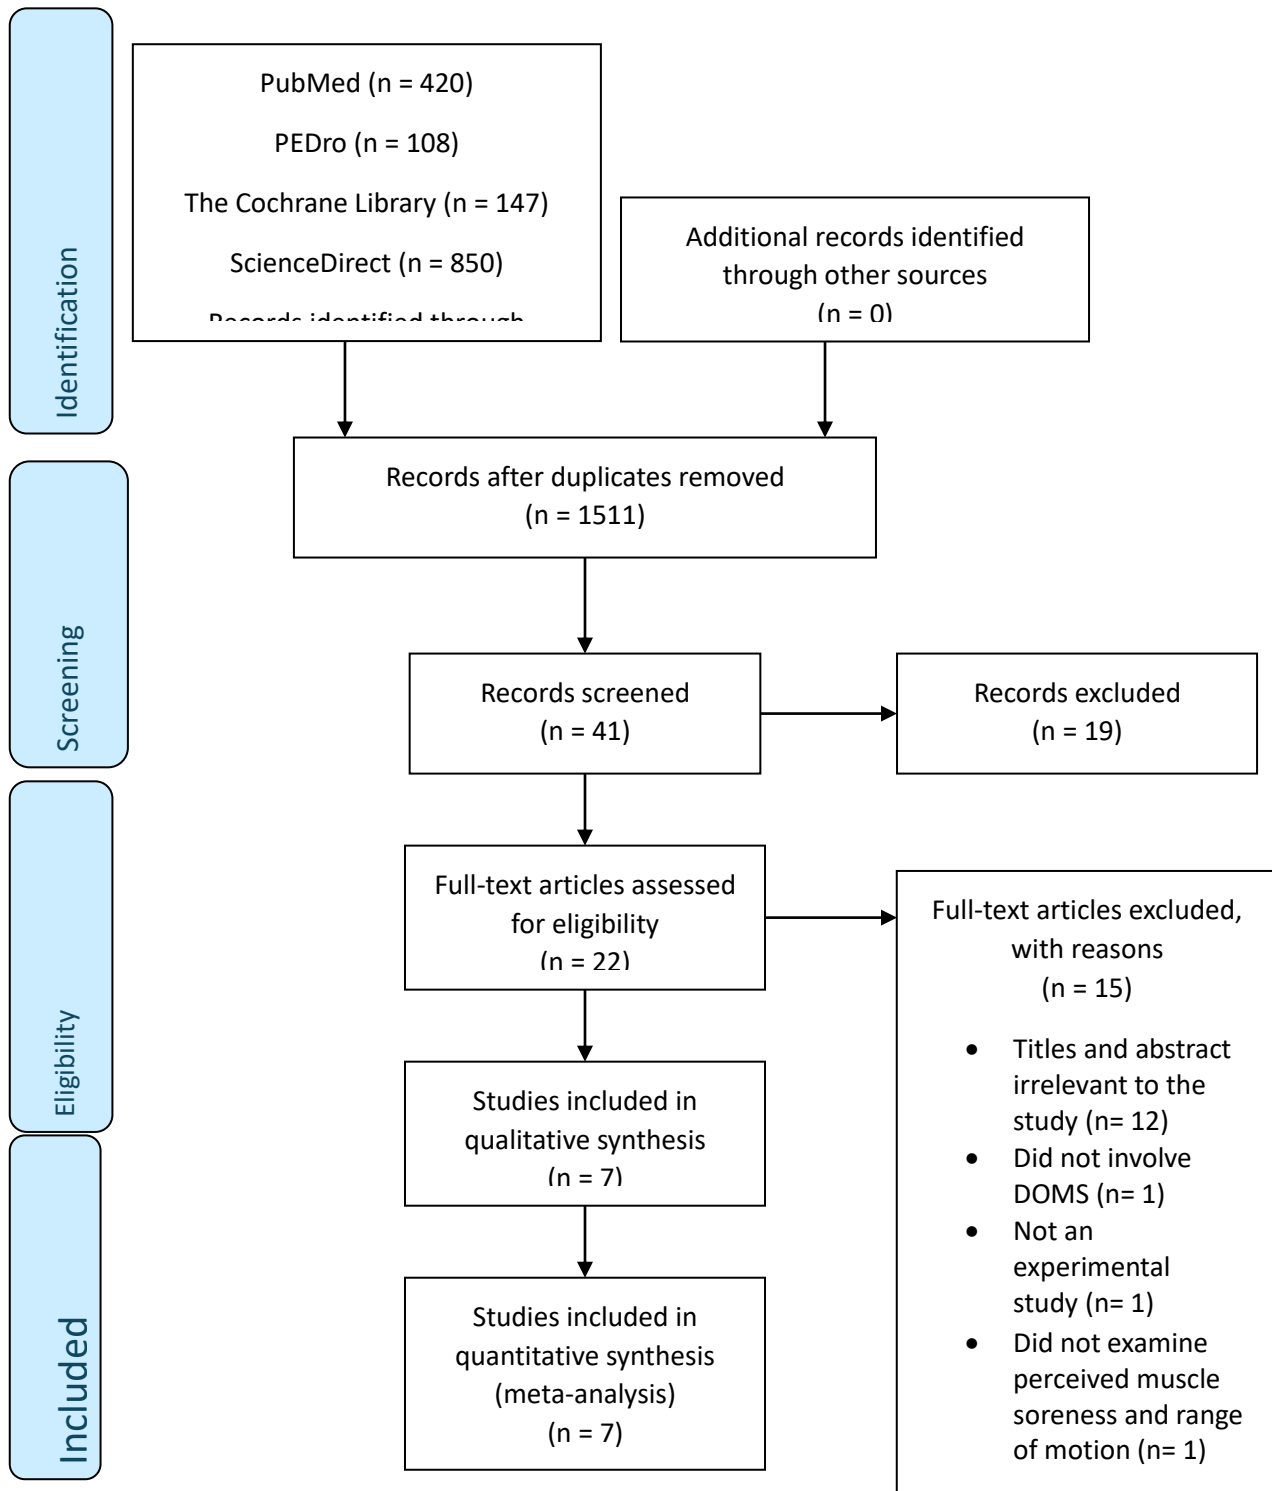 Identification
PubMed (n = 420)
PEDro (n = 108)
The Cochrane Library (n = 147)
ScienceDirect (n = 850)
Records identified through
Additional records identified
through other sources
(n = 0)
Records after duplicates removed
(n = 1511)
Screening
Records screened
(n = 41)
Records excluded
(n = 19)
Eligibility
Full-text articles assessed
for eligibility
(n = 22)
Full-text articles excluded,
with reasons
(n = 15)
• Titles and abstract
irrelevant to the
study (n= 12)
• Did not involve
DOMS (n= 1)
• Not an
experimental
study (n= 1)
• Did not examine
perceived muscle
soreness and range
of motion (n= 1)
Studies included in
qualitative synthesis
(n = 7)
Included
Studies included in
quantitative synthesis
(meta-analysis)
(n = 7)